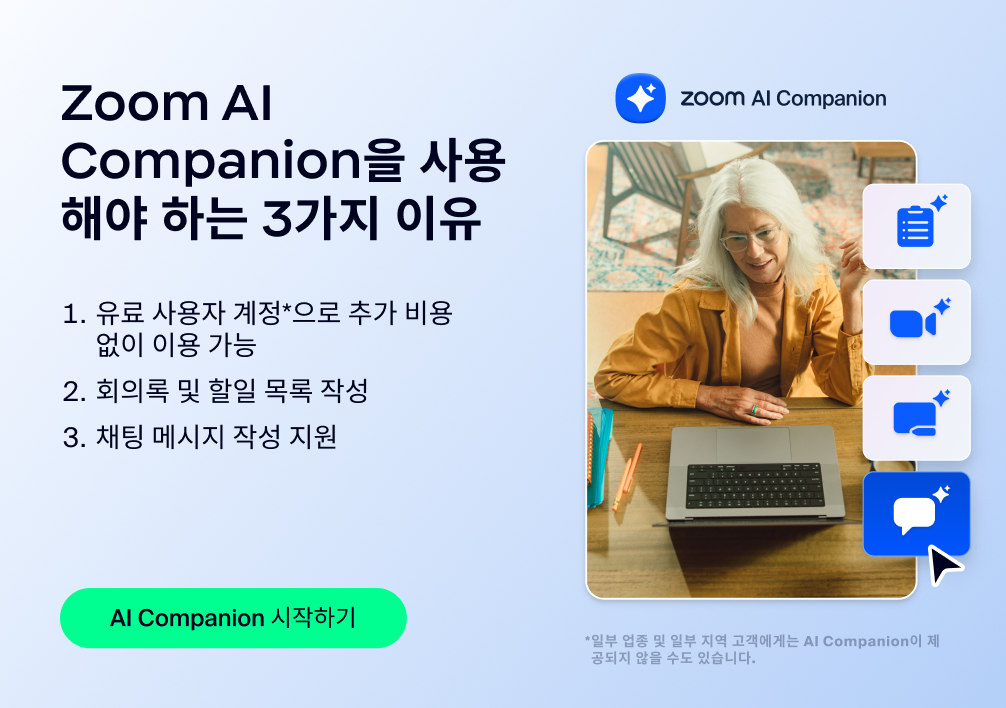 Zoom AI
Companion을 사용
해야 하는 3가지 이유
1. 유료 사용자 계정*으로 추가 비용
없이 이용 가능
2. 회의록 및 할일 목록 작성
3. 채팅 메시지 작성 지원
AI Companion 시작하기
zoom AI Companion
*일부 업종 및 일부 지역 고객에게는 AI Companion이 제
공되지 않을 수도 있습니다.